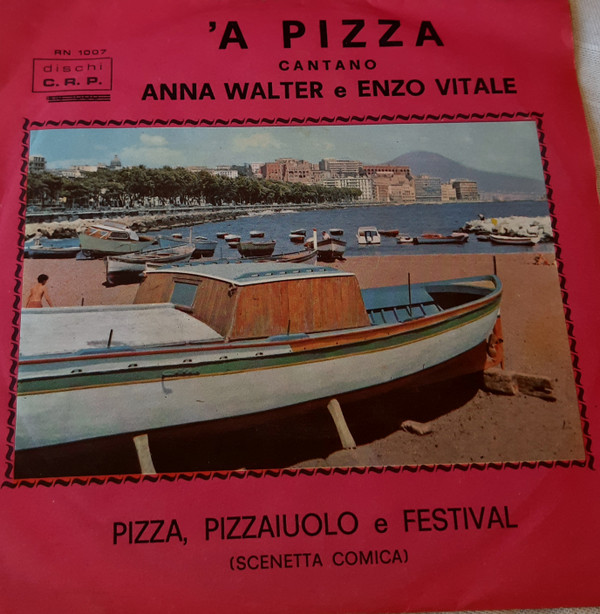 'A PIZZA
CANTANO
ANNA WALTER e ENZO VITALE
RN 1007
dischi
C. R. P.
PIZZA, PIZZAIUOLO e FESTIVAL
(SCENETTA COMICA)